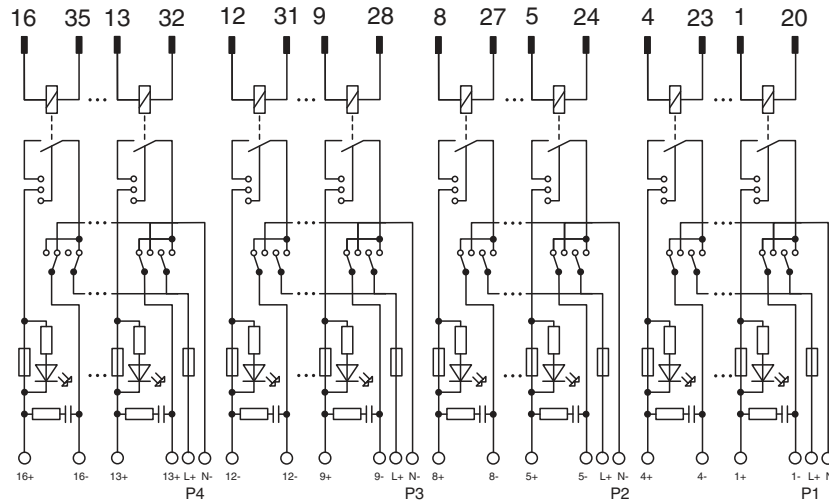 16 35 13 32 12 31 9 28 8 27 5 24 4 23 1 20
16+ 16- 13+ 13+ L+ N- 12- 12- 9+ 9- L+ N- 8+ 8- 5+ 5- L+ N- 4+ 4- 1+ 1- L+ N
P4 P3 P2 P1